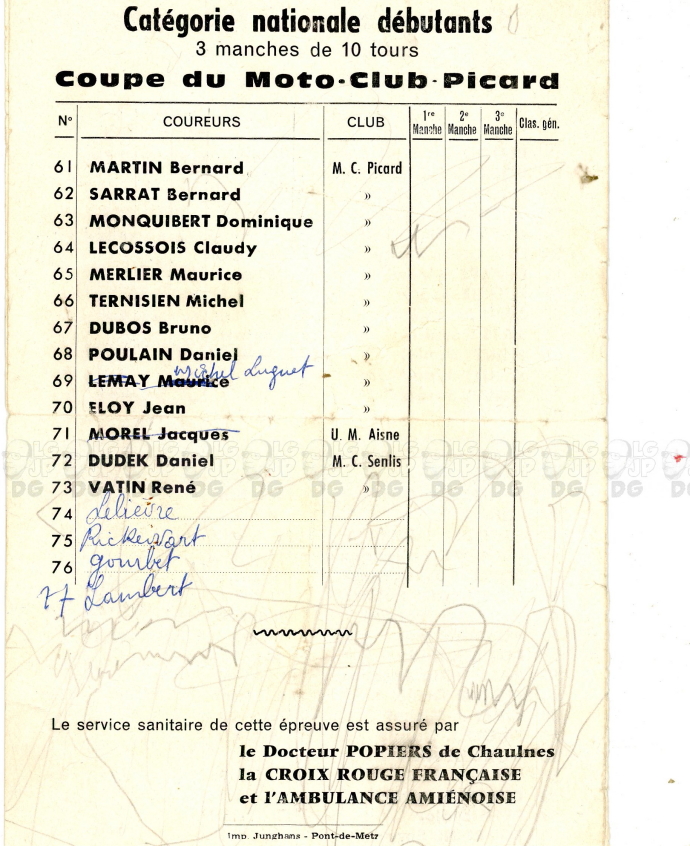 Catégorie nationale débutants
3 manches de 10 tours
Coupe du Moto-Club-Picard
N° COUREURS CLUB 1re Manche 2e Manche 3e Manche Clas. gén.
61 MARTIN Bernard M. C. Picard
62 SARRAT Bernard »
63 MONQUIBERT Dominique »
64 LECOSSOIS Claudy »
65 MERLIER Maurice »
66 TERNISIEN Michel »
67 DUBOS Bruno »
68 POULAIN Daniel »
Michel Luguet
69 LEMAY Maurice »
70 ELOY Jean »
71 MOREL Jacques U. M. Aisne
72 DUDEK Daniel M. C. Senlis
73 VATIN René »
74 Lelievre
75
76 gourbet
77 Lambert
Le service sanitaire de cette épreuve est assuré par
le Docteur POPIERS de Chaulnes
la CROIX ROUGE FRANÇAISE
et l'AMBULANCE AMIÉNOISE
Imp. Junghans - Pont-de-Metz